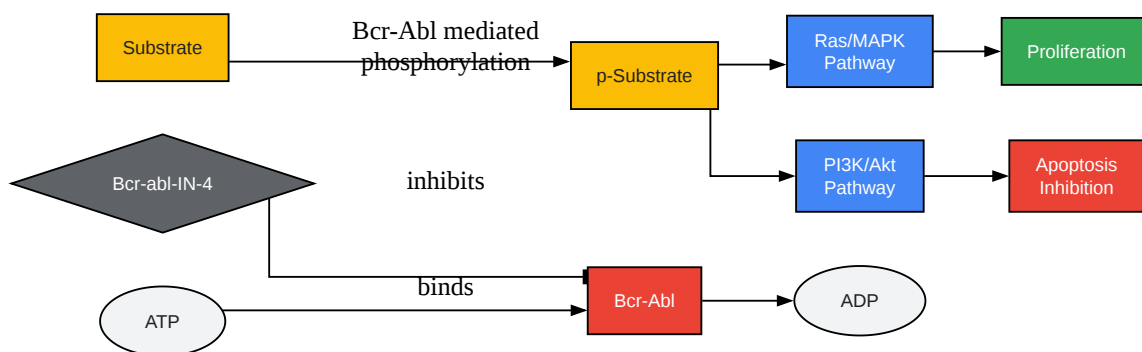 Substrate
Bcr-Abl mediated
phosphorylation
p-Substrate
Ras/MAPK
Pathway
Proliferation
Bcr-abl-IN-4
inhibits
PI3K/Akt
Pathway
Apoptosis
Inhibition
binds
ATP
Bcr-Abl
ADP